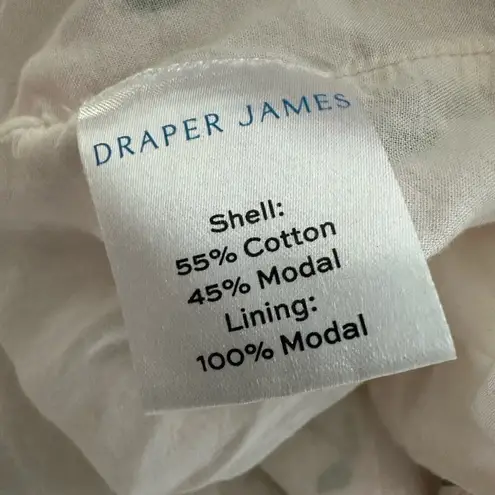 DRAPER JAMES
Shell:
55% Cotton
45% Modal
Lining:
100% Modal